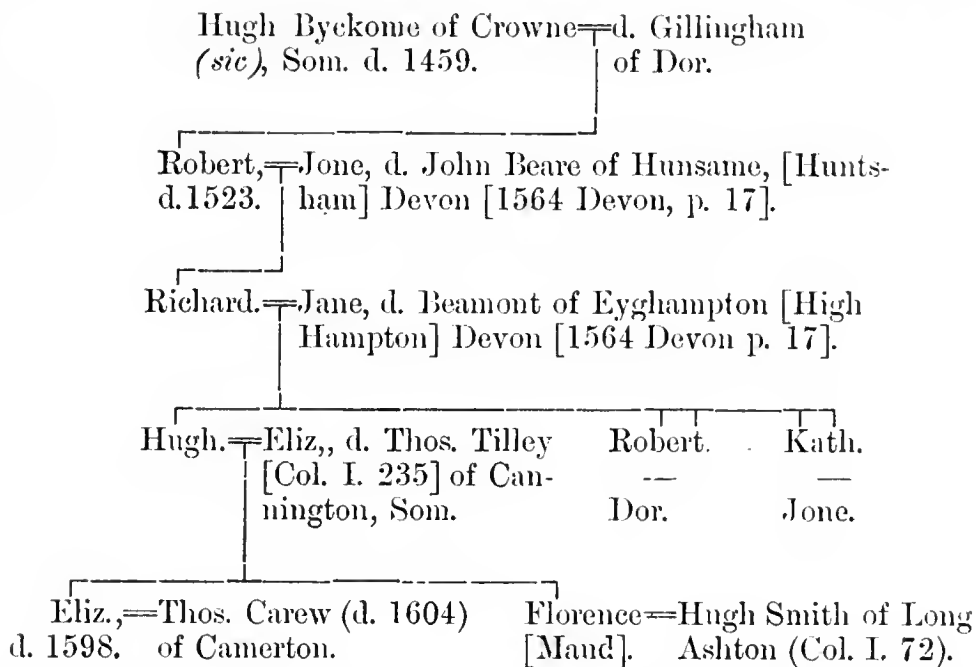 Hugh Byckome of Crowne=d. Gillingham
(sic), Som. d. 1459. of Dor.
Robert,=Jone, d. John Beare of Hunsame, [Hunts-
d. 1523. ham] Devon [1564 Devon, p. 17].
Richard.=Jane, d. Beamont of Eyghampton [High
Hampton] Devon [1564 Devon p. 17].
Hugh.=Eliz,, d. Thos. Tilley Robert. Kath.
[Col. I. 235] of Can- — —
nington, Som. Dor. Jone.
Eliz.,=Thos. Carew (d. 1604) Florence=Hugh Smith of Long
d. 1598. of Camerton. [Maud]. Ashton (Col. I. 72).